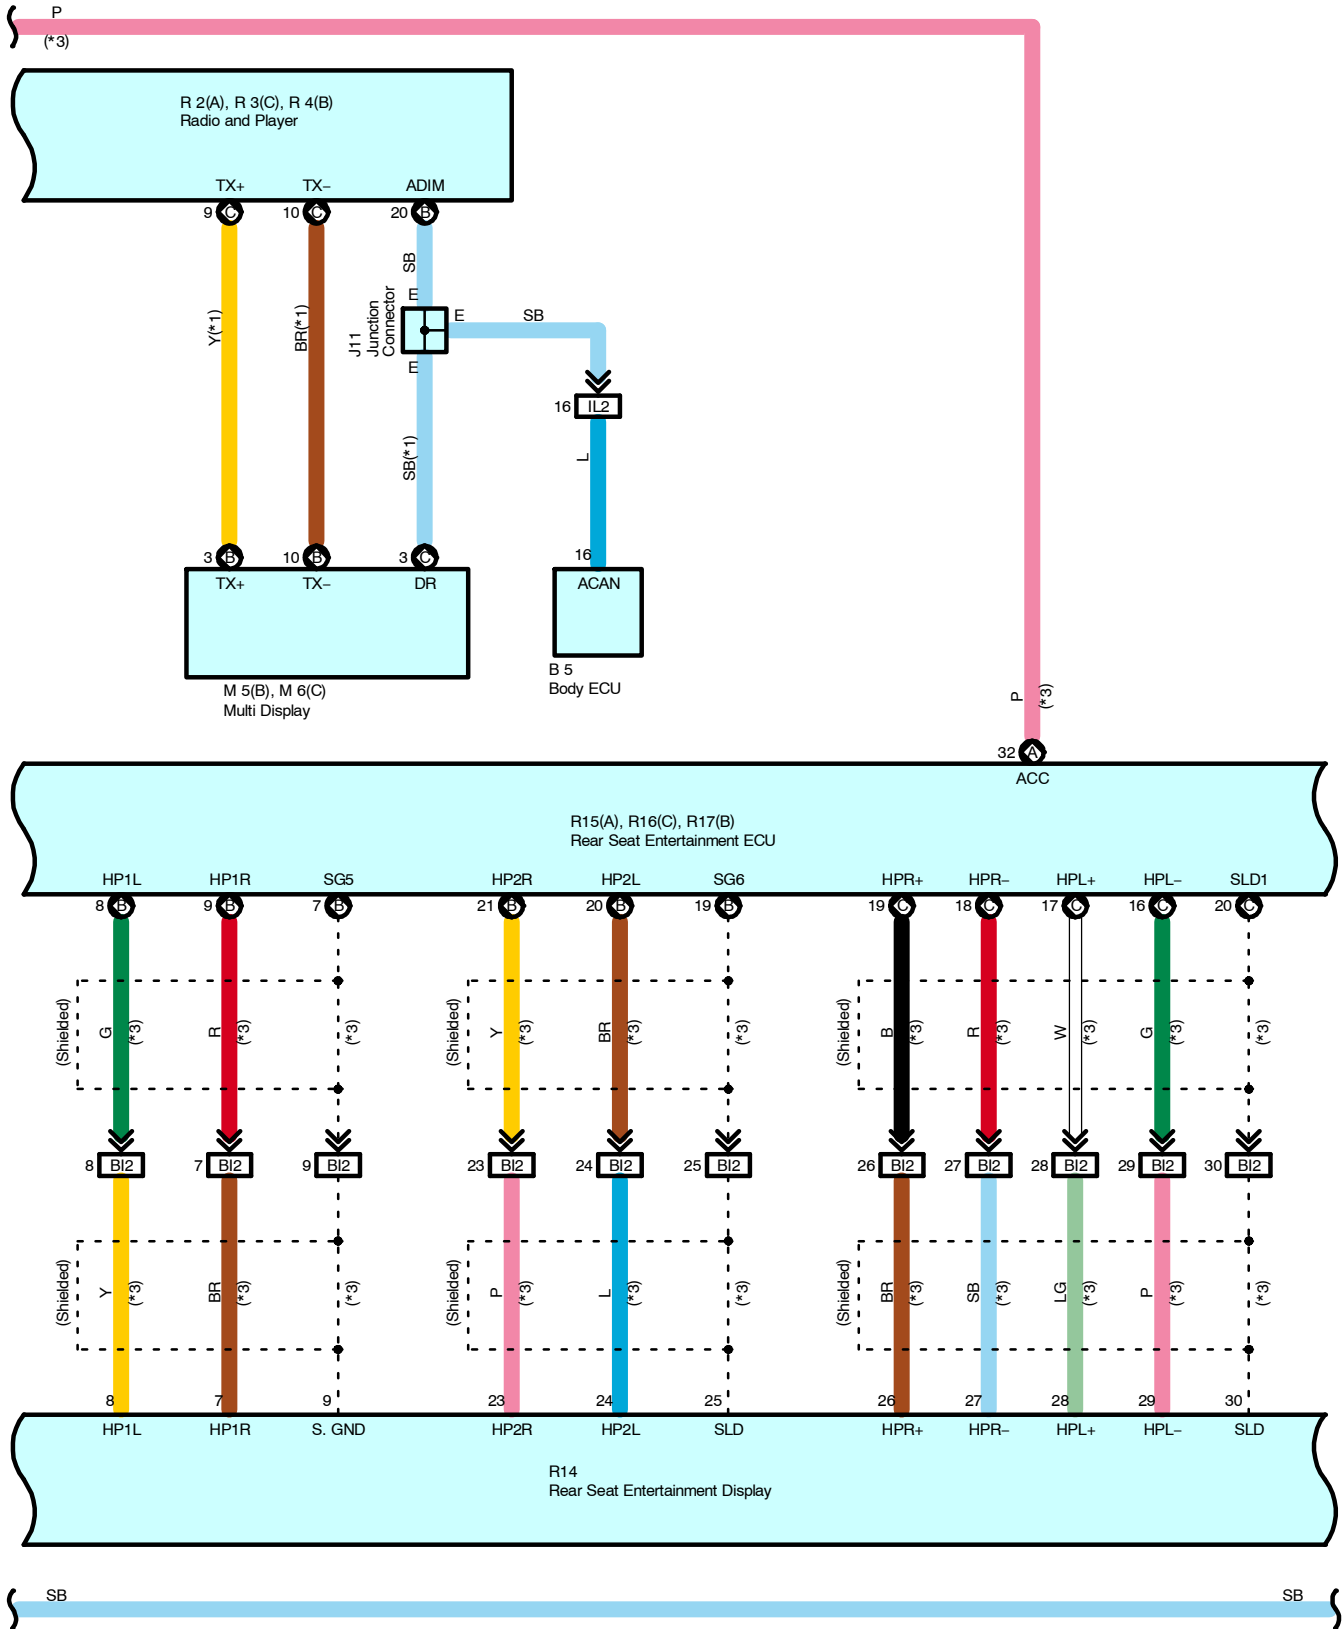 P
(*3)
R 2(A), R 3(C), R 4(B)
Radio and Player
TX+ TX− ADIM
9 C 10 C 20 B
SB
E
J11
Junction
Connector
E SB
E
Y(*1) BR(*1)
16 IL2
SB(*1) L
3 B 10 B 3 C 16
TX+ TX− DR ACAN
M 5(B), M 6(C)
Multi Display
B 5
Body ECU
P (*3)
32 A
ACC
R15(A), R16(C), R17(B)
Rear Seat Entertainment ECU
HP1L HP1R SG5 HP2R HP2L SG6 HPR+ HPR− HPL+ HPL− SLD1
8 B 9 B 7 B 21 B 20 B 19 B 19 C 18 C 17 C 16 C 20 C
(Shielded) G (*3) R (*3) (*3) (Shielded) Y (*3) BR (*3) (*3) (Shielded) B (*3) R (*3) W (*3) G (*3) (*3)
8 BI2 7 BI2 9 BI2 23 BI2 24 BI2 25 BI2 26 BI2 27 BI2 28 BI2 29 BI2 30 BI2
(Shielded) Y (*3) BR (*3) (*3) (Shielded) P (*3) L (*3) (*3) (Shielded) BR (*3) SB (*3) LG (*3) P (*3) (*3)
8 7 9 23 24 25 26 27 28 29 30
HP1L HP1R S. GND HP2R HP2L SLD HPR+ HPR− HPL+ HPL− SLD
R14
Rear Seat Entertainment Display
SB SB